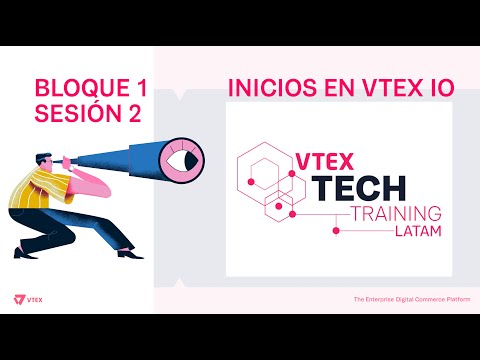 BLOQUE 1
SESIÓN 2
INICIOS EN VTEX IO
VTEX
TECH
TRAINING
LATAM
VTEX
The Enterprise Digital Commerce Platform